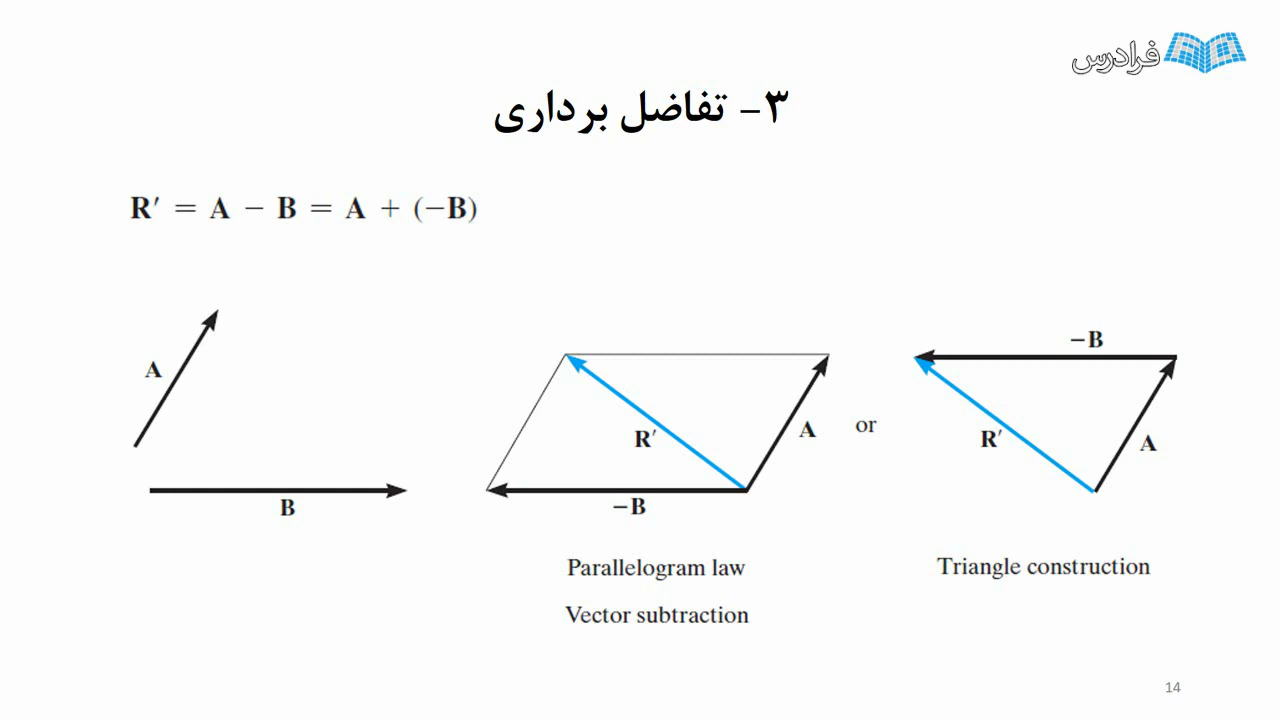 فرادرس
۳- تفاضل برداری
R′ = A − B = A + (−B)
A
B
R′
A
−B
or
−B
R′
A
Parallelogram law
Vector subtraction
Triangle construction
14